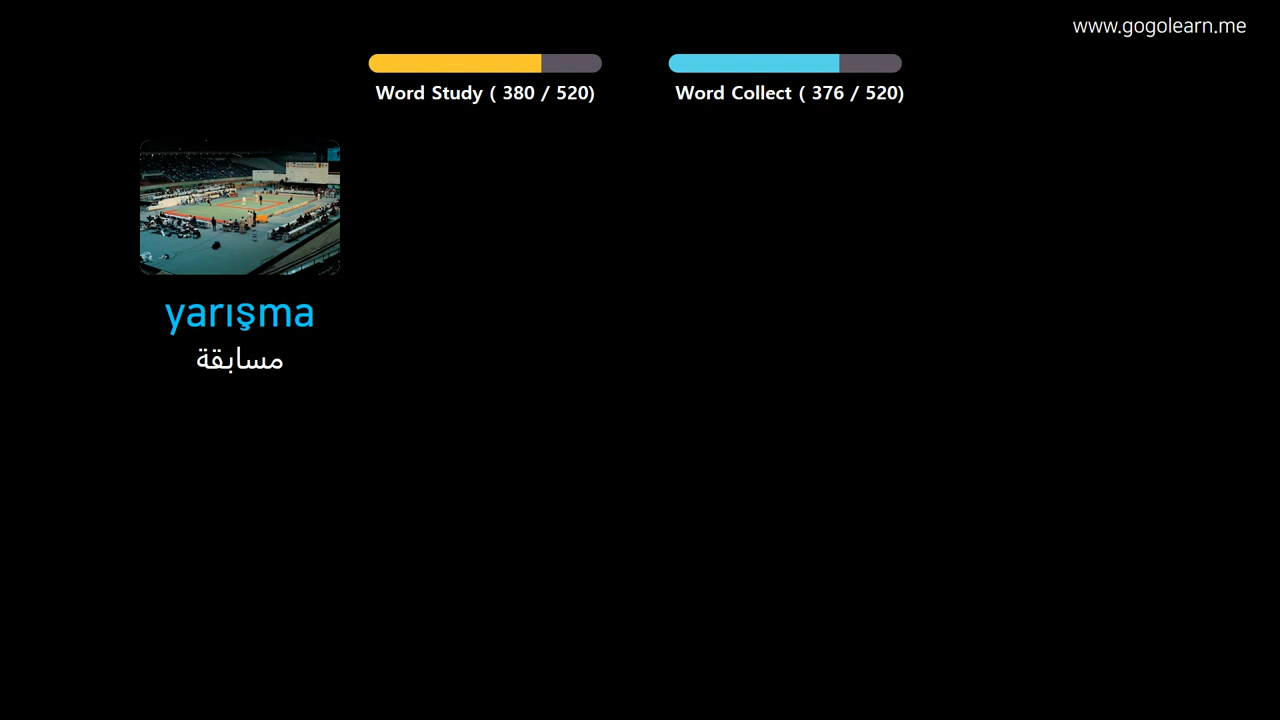 www.gogolearn.me
Word Study ( 380 / 520)
Word Collect ( 376 / 520)
yarışma
مسابقة